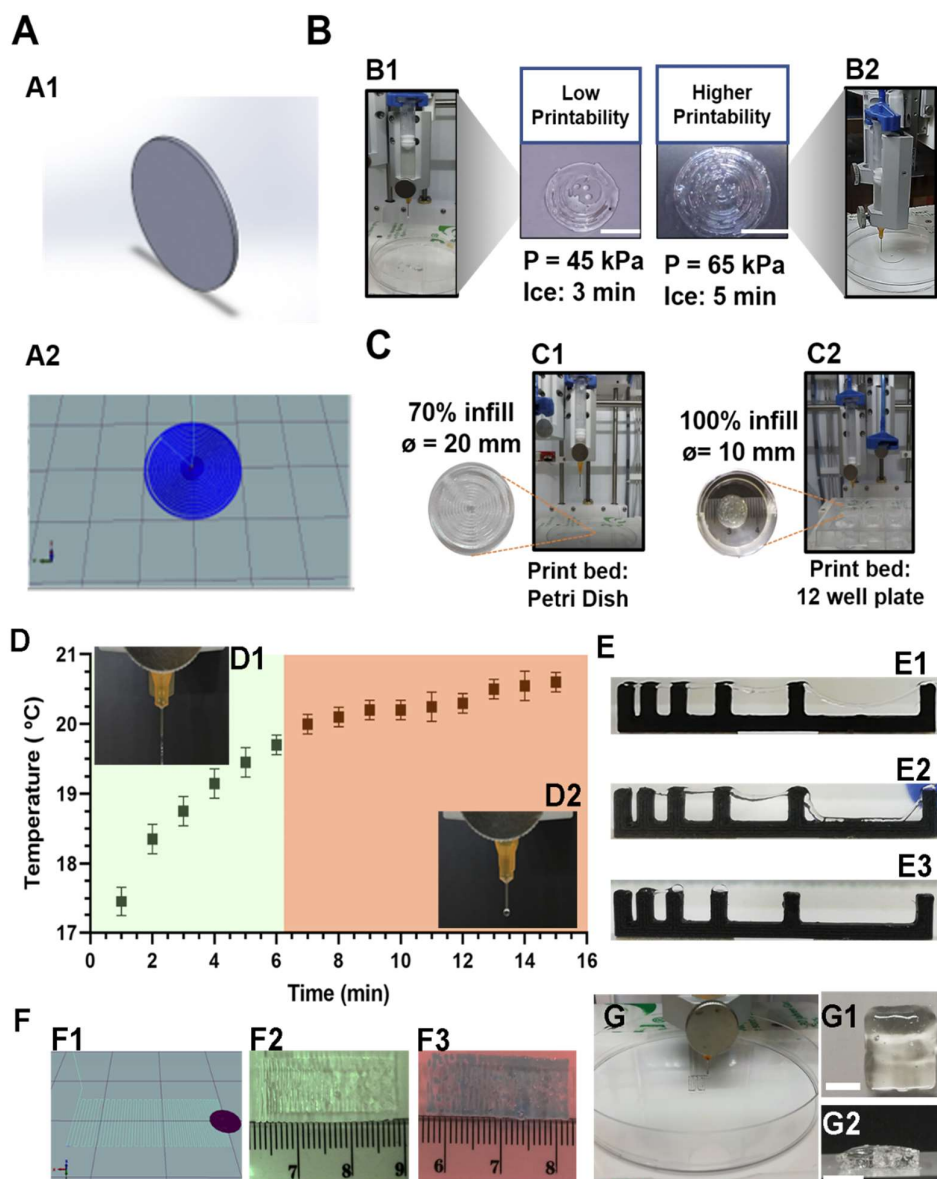 A
A1
A2
B
B1
Low
Printability
Higher
Printability
B2
P = 45 kPa
Ice: 3 min
P = 65 kPa
Ice: 5 min
C
C1
70% infill
ø = 20 mm
Print bed:
Petri Dish
C2
100% infill
ø= 10 mm
Print bed:
12 well plate
D
D1
D2
Temperature ( ºC)
21
20
19
18
17
0 2 4 6 8 10 12 14 16
Time (min)
E
E1
E2
E3
F
F1
F2
7 8 9
F3
6 7 8
G
G1
G2